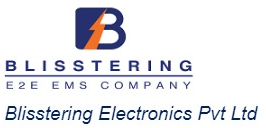 B
BLISSTERING
E2E EMS COMPANY
Blisstering Electronics Pvt Ltd